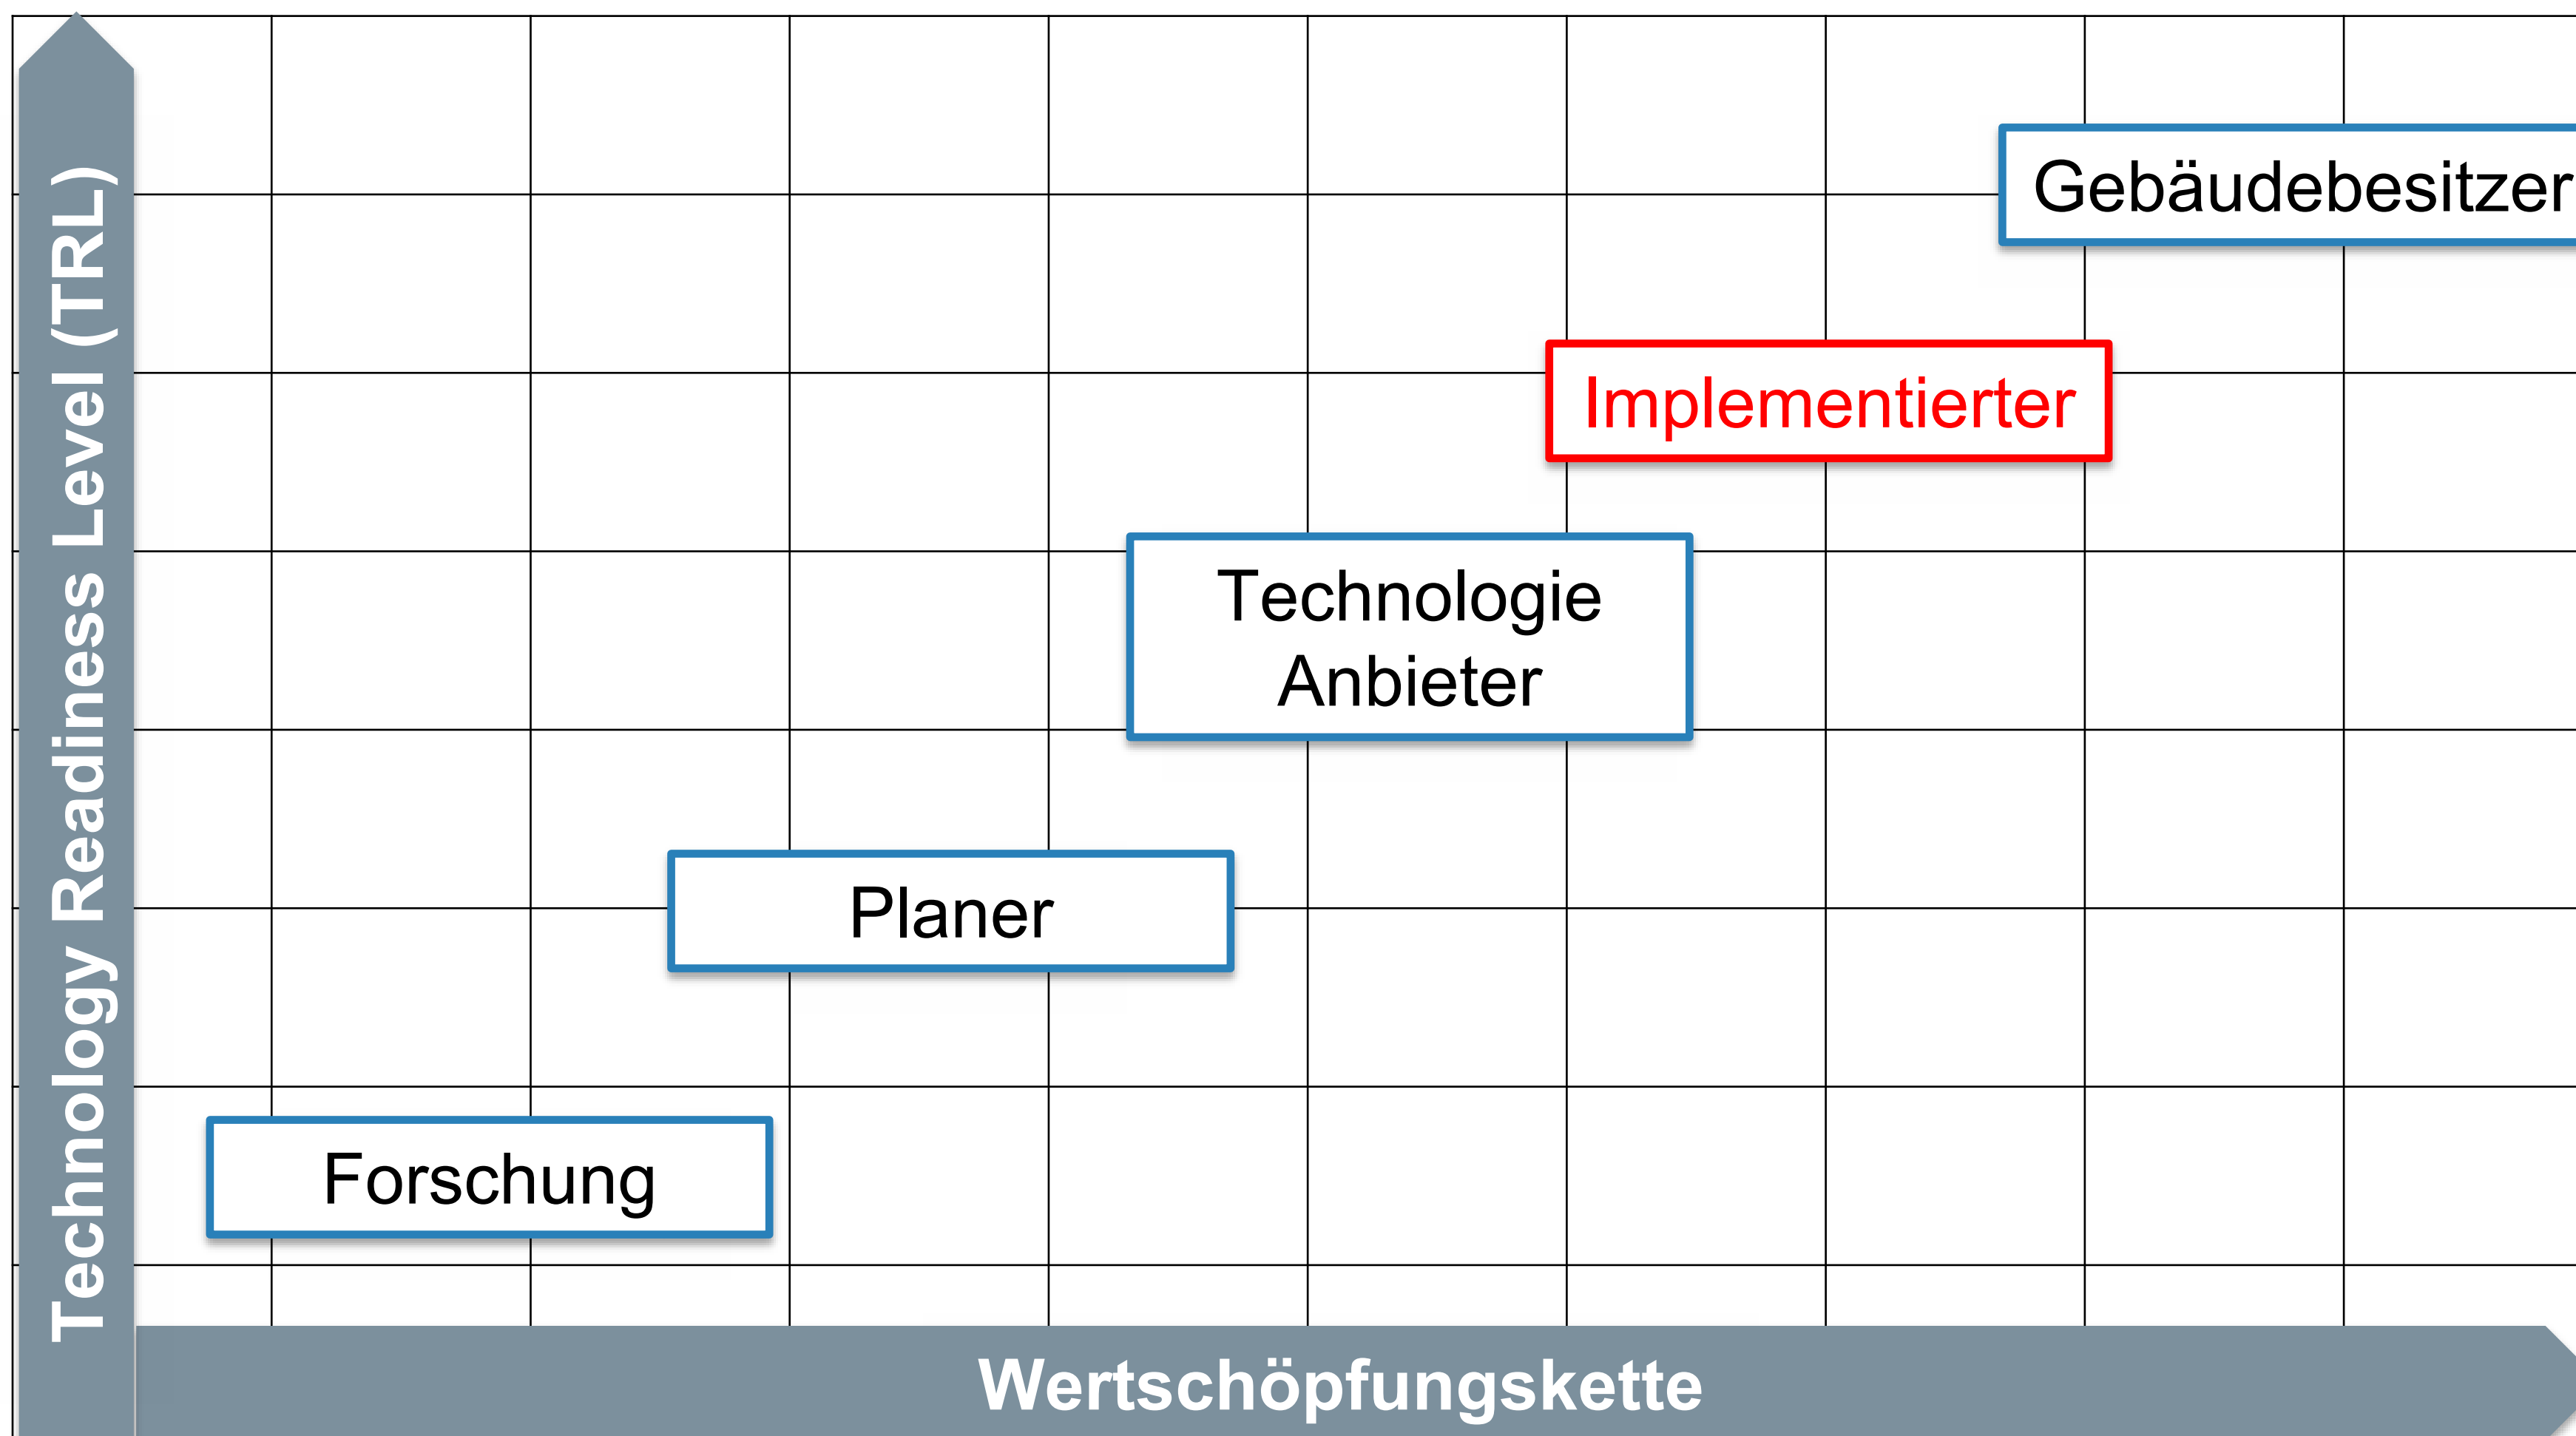 Technology Readiness Level (TRL)
Gebäudebesitzer
Implementierter
Technologie
Anbieter
Planer
Forschung
Wertschöpfungskette